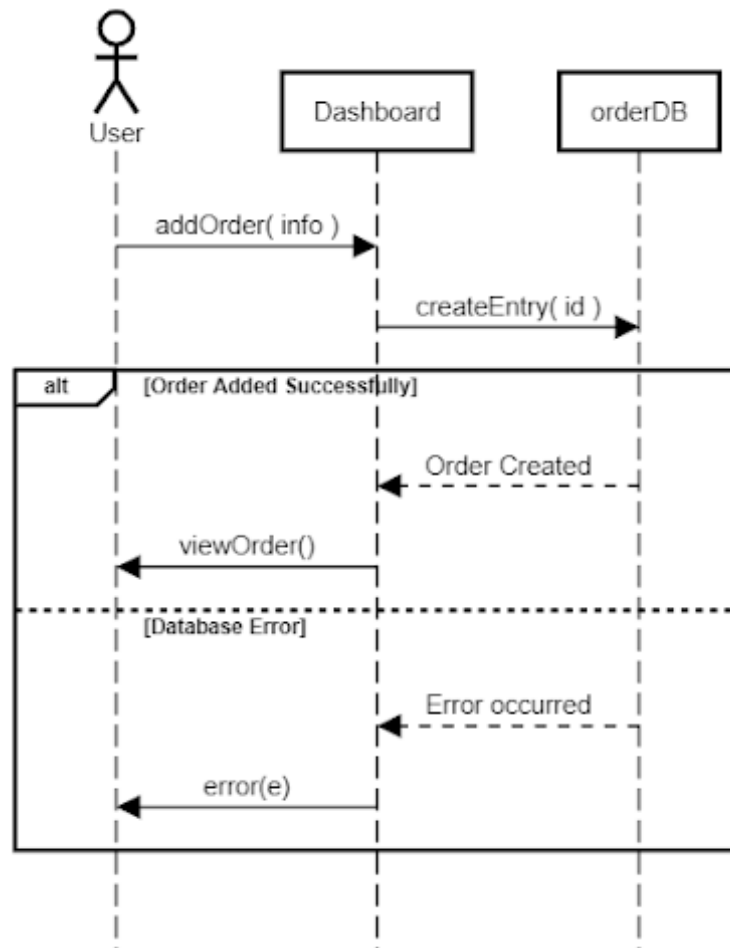 User
Dashboard
orderDB
addOrder( info )
createEntry( id )
alt
[Order Added Successfully]
Order Created
viewOrder()
[Database Error]
Error occurred
error(e)